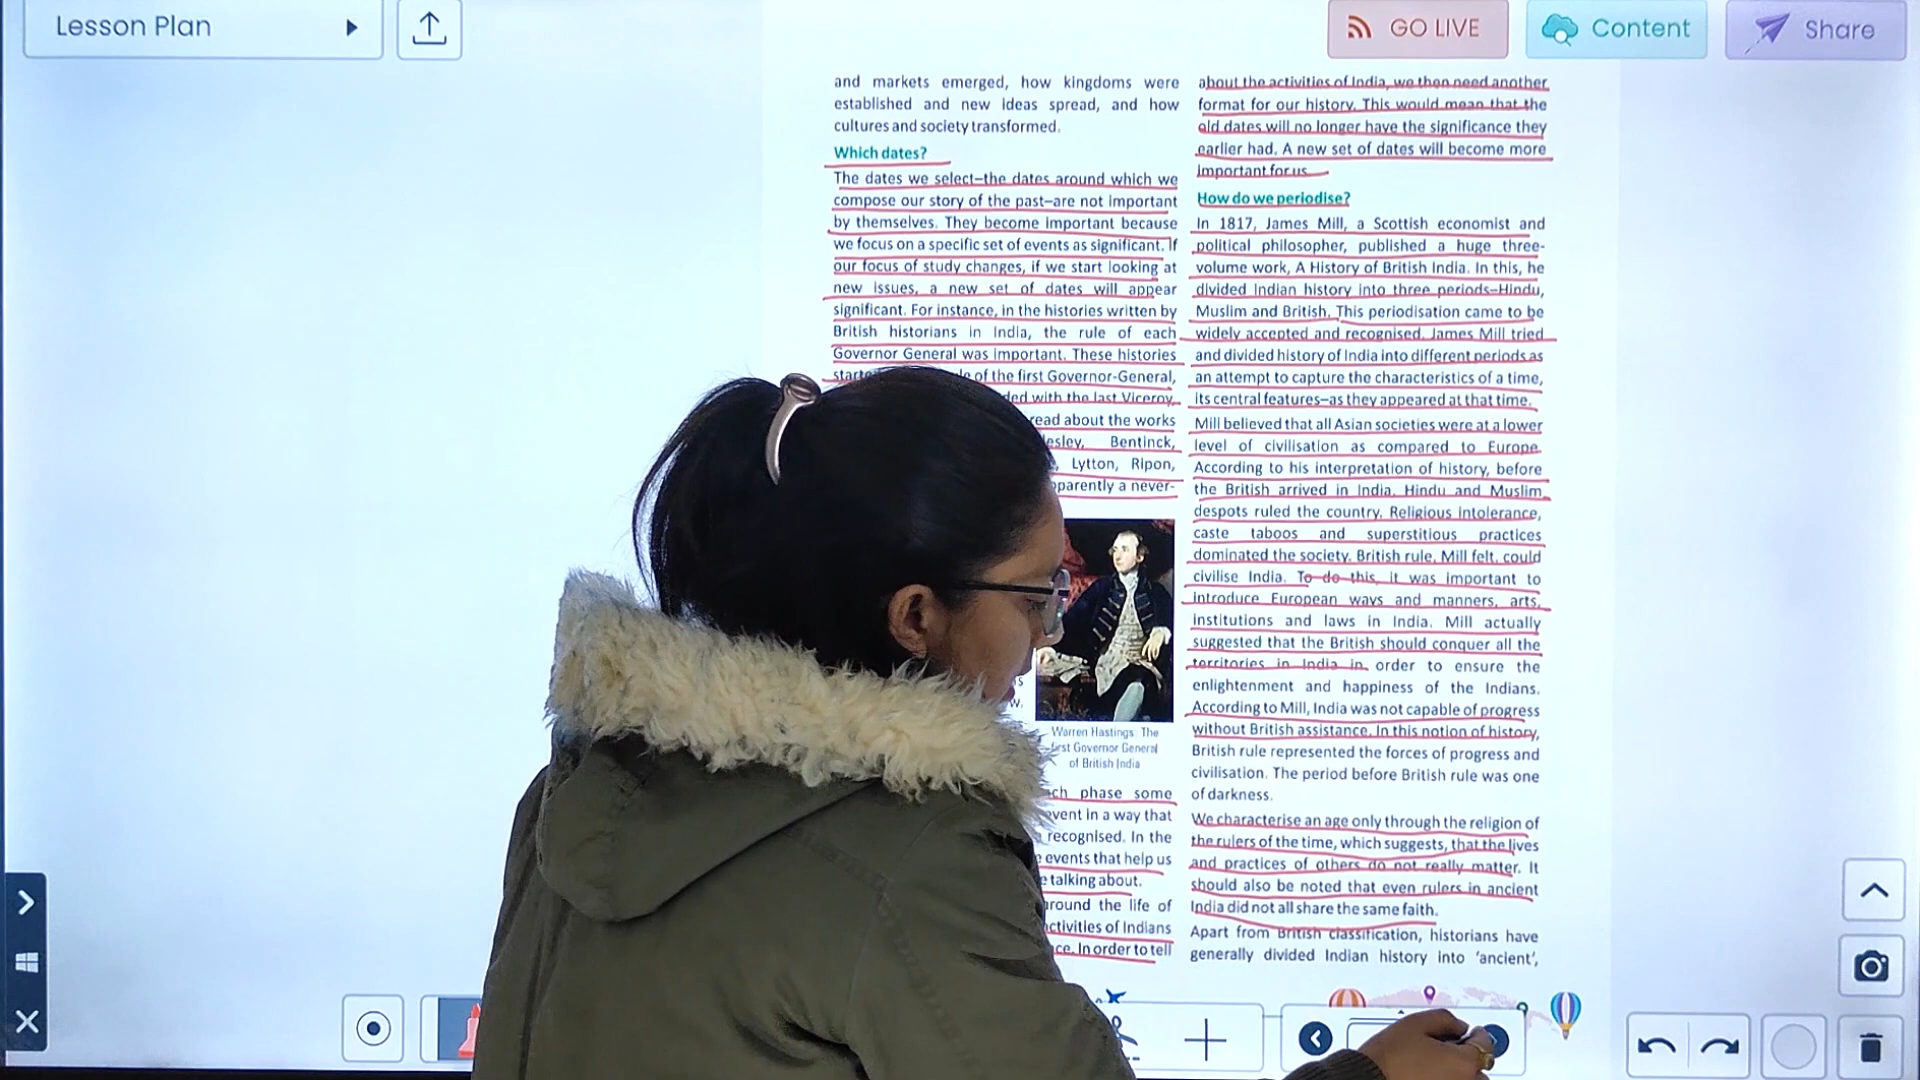 Lesson Plan
GO LIVE
Content
Share
and markets emerged, how kingdoms were
established and new ideas spread, and how
cultures and society transformed.
Which dates?
The dates we select–the dates around which we
compose our story of the past–are not important
by themselves. They become important because
we focus on a specific set of events as significant. If
our focus of study changes, if we start looking at
new issues, a new set of dates will appear
significant. For instance, in the histories written by
British historians in India, the rule of each
Governor General was important. These histories
of the first Governor-General,
with the last Viceroy,
read about the works
Bentinck,
Lytton, Ripon,
a never-
Warren Hastings: The
first Governor General
of British India
phase some
event in a way that
recognised. In the
events that help us
talking about.
around the life of
activities of Indians
In order to tell
about the activities of India, we then need another
format for our history. This would mean that the
old dates will no longer have the significance they
earlier had. A new set of dates will become more
important for us.
How do we periodise?
In 1817, James Mill, a Scottish economist and
political philosopher, published a huge three-
volume work, A History of British India. In this, he
divided Indian history into three periods–Hindu,
Muslim and British. This periodisation came to be
widely accepted and recognised. James Mill tried
and divided history of India into different periods as
an attempt to capture the characteristics of a time,
its central features–as they appeared at that time.
Mill believed that all Asian societies were at a lower
level of civilisation as compared to Europe.
According to his interpretation of history, before
the British arrived in India, Hindu and Muslim
despots ruled the country. Religious intolerance,
caste taboos and superstitious practices
dominated the society. British rule, Mill felt, could
civilise India. To do this, it was important to
introduce European ways and manners, arts,
institutions and laws in India. Mill actually
suggested that the British should conquer all the
territories in India in order to ensure the
enlightenment and happiness of the Indians.
According to Mill, India was not capable of progress
without British assistance. In this notion of history,
British rule represented the forces of progress and
civilisation. The period before British rule was one
of darkness.
We characterise an age only through the religion of
the rulers of the time, which suggests, that the lives
and practices of others do not really matter. It
should also be noted that even rulers in ancient
India did not all share the same faith.
Apart from British classification, historians have
generally divided Indian history into ‘ancient’,